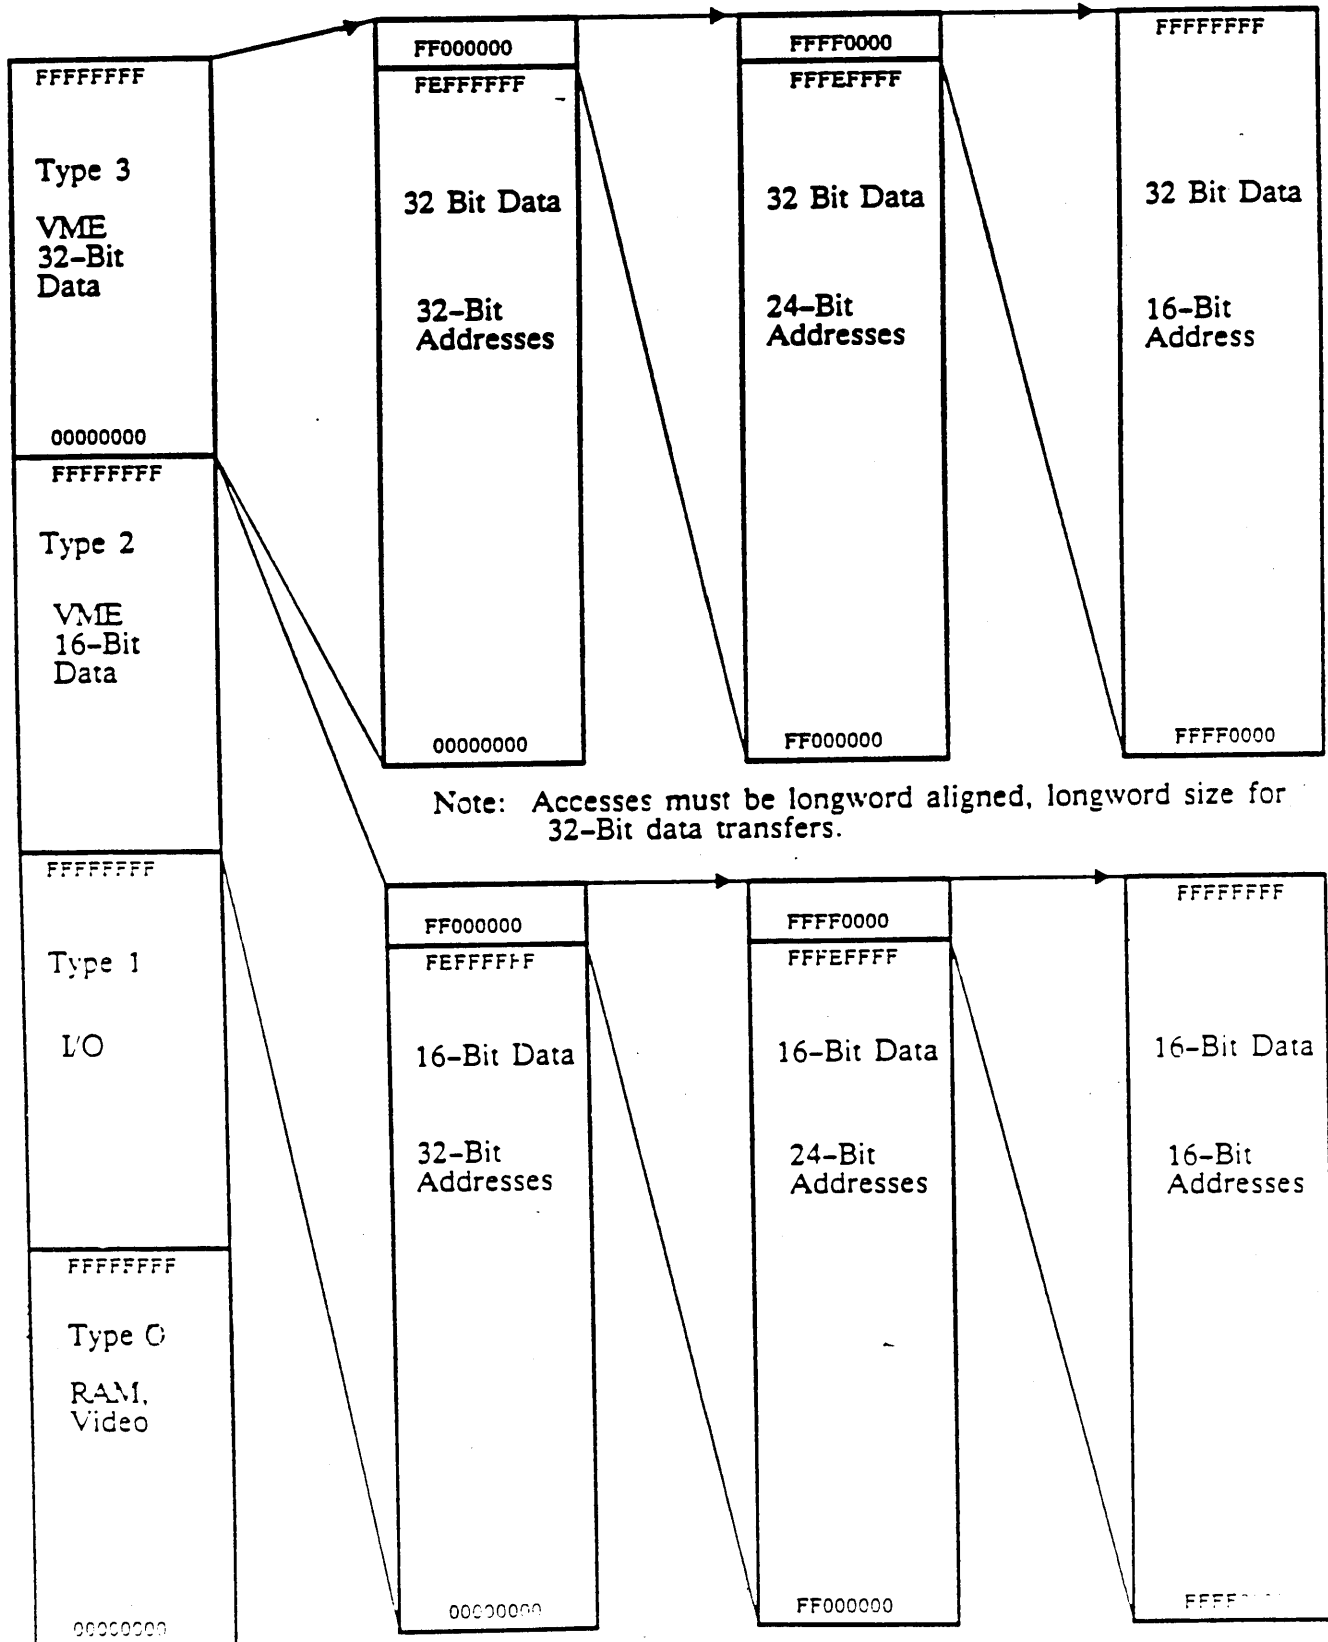 FFFFFFFF
Type 3
VME
32-Bit
Data
00000000
FFFFFFFF
Type 2
VME
16-Bit
Data
FFFFFFFF
Type 1
I/O
FFFFFFFF
Type 0
RAM,
Video
00000000
FF000000
FEFFFFFF
32 Bit Data
32-Bit
Addresses
00000000
FFFF0000
FFFEFFFF
32 Bit Data
24-Bit
Addresses
FF000000
FFFFFFFF
32 Bit Data
16-Bit
Address
FFFF0000
Note: Accesses must be longword aligned, longword size for
32-Bit data transfers.
FF000000
FEFFFFFF
16-Bit Data
32-Bit
Addresses
00000000
FFFF0000
FFFEFFFF
16-Bit Data
24-Bit
Addresses
FF000000
FFFFFFFF
16-Bit Data
16-Bit
Addresses